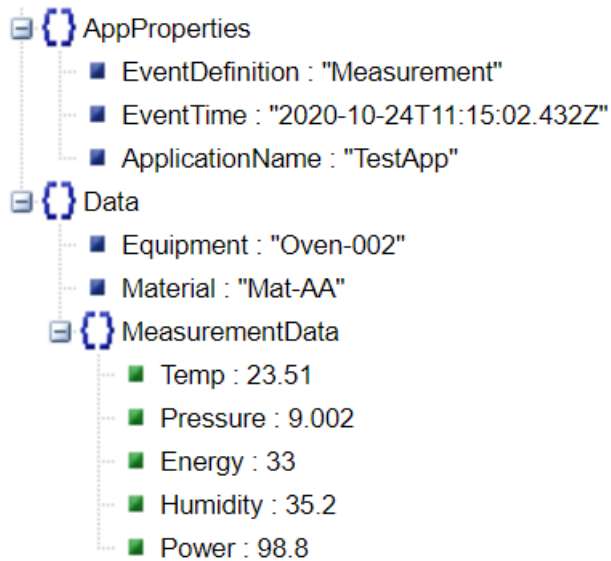 AppProperties
EventDefinition : "Measurement"
EventTime : "2020-10-24T11:15:02.432Z"
ApplicationName : "TestApp"
Data
Equipment : "Oven-002"
Material : "Mat-AA"
MeasurementData
Temp : 23.51
Pressure : 9.002
Energy : 33
Humidity : 35.2
Power : 98.8